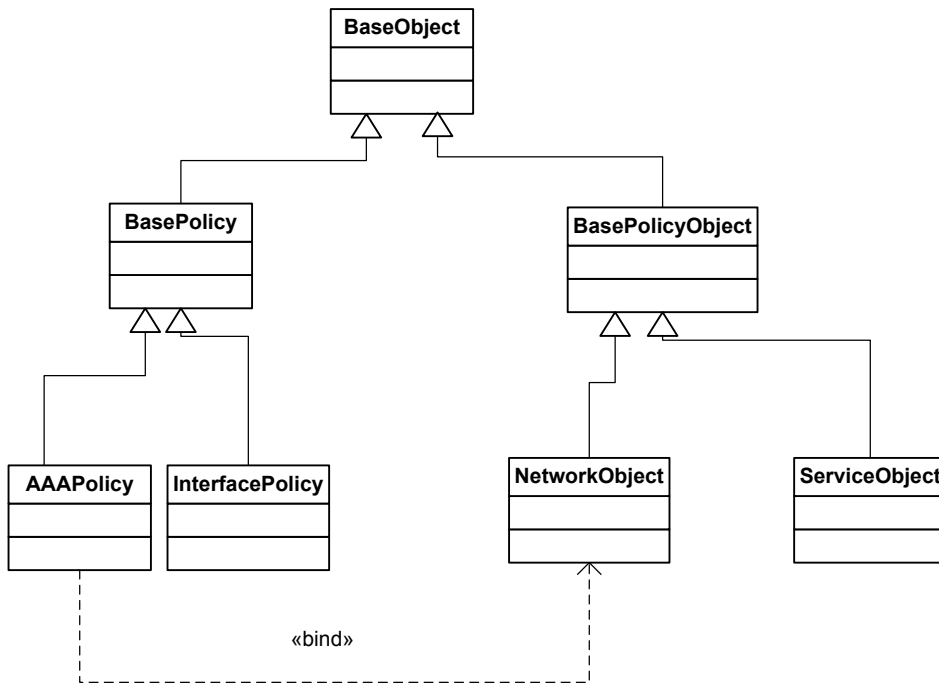 BaseObject
BasePolicy
BasePolicyObject
AAAPolicy
InterfacePolicy
NetworkObject
ServiceObject
«bind»